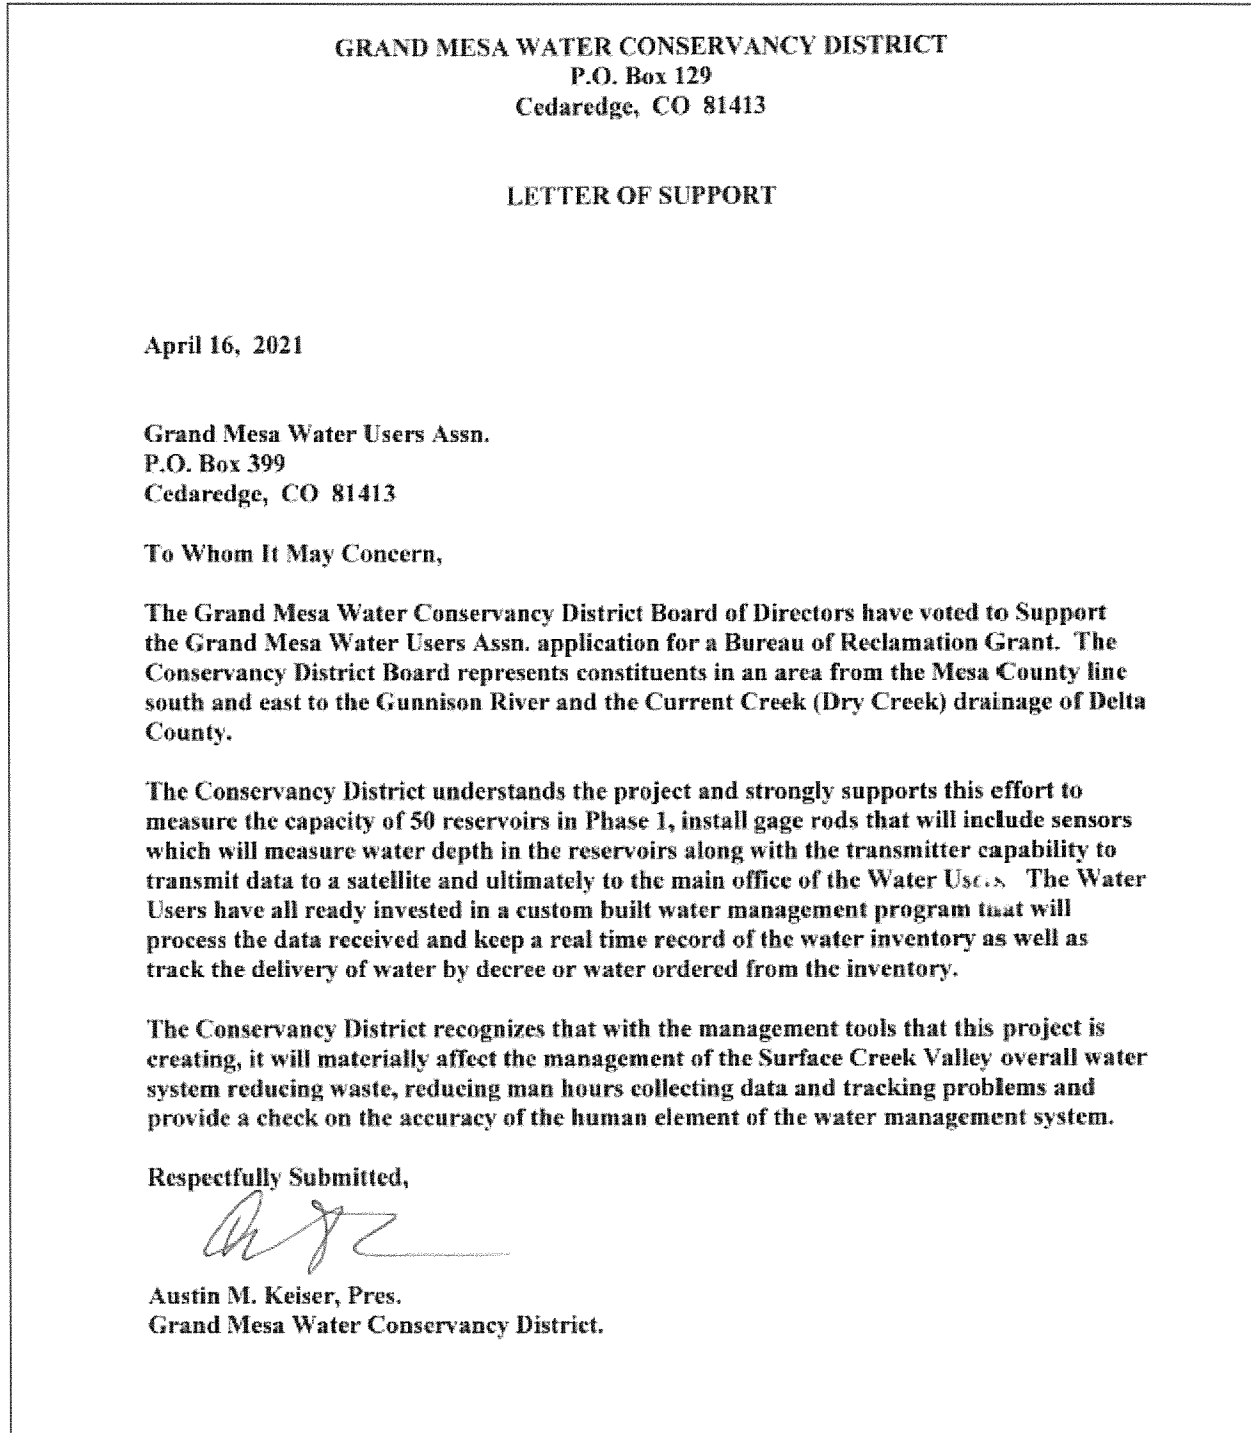 GRAND MESA WATER CONSERVANCY DISTRICT
P.O. Box 129
Cedaredge, CO 81413
LETTER OF SUPPORT
April 16, 2021
Grand Mesa Water Users Assn.
P.O. Box 399
Cedaredge, CO 81413
To Whom It May Concern,
The Grand Mesa Water Conservancy District Board of Directors have voted to Support
the Grand Mesa Water Users Assn. application for a Bureau of Reclamation Grant. The
Conservancy District Board represents constituents in an area from the Mesa County line
south and east to the Gunnison River and the Current Creek (Dry Creek) drainage of Delta
County.
The Conservancy District understands the project and strongly supports this effort to
measure the capacity of 50 reservoirs in Phase 1, install gage rods that will include sensors
which will measure water depth in the reservoirs along with the transmitter capability to
transmit data to a satellite and ultimately to the main office of the Water The Water
Users have all ready invested in a custom built water management program that will
process the data received and keep a real time record of the water inventory as well as
track the delivery of water by decree or water ordered from the inventory.
The Conservancy District recognizes that with the management tools that this project is
creating, it will materially affect the management of the Surface Creek Valley overall water
system reducing waste, reducing man hours collecting data and tracking problems and
provide a check on the accuracy of the human element of the water management system.
Respectfully Submitted,
Austin M. Keiser, Pres.
Grand Mesa Water Conservancy District.